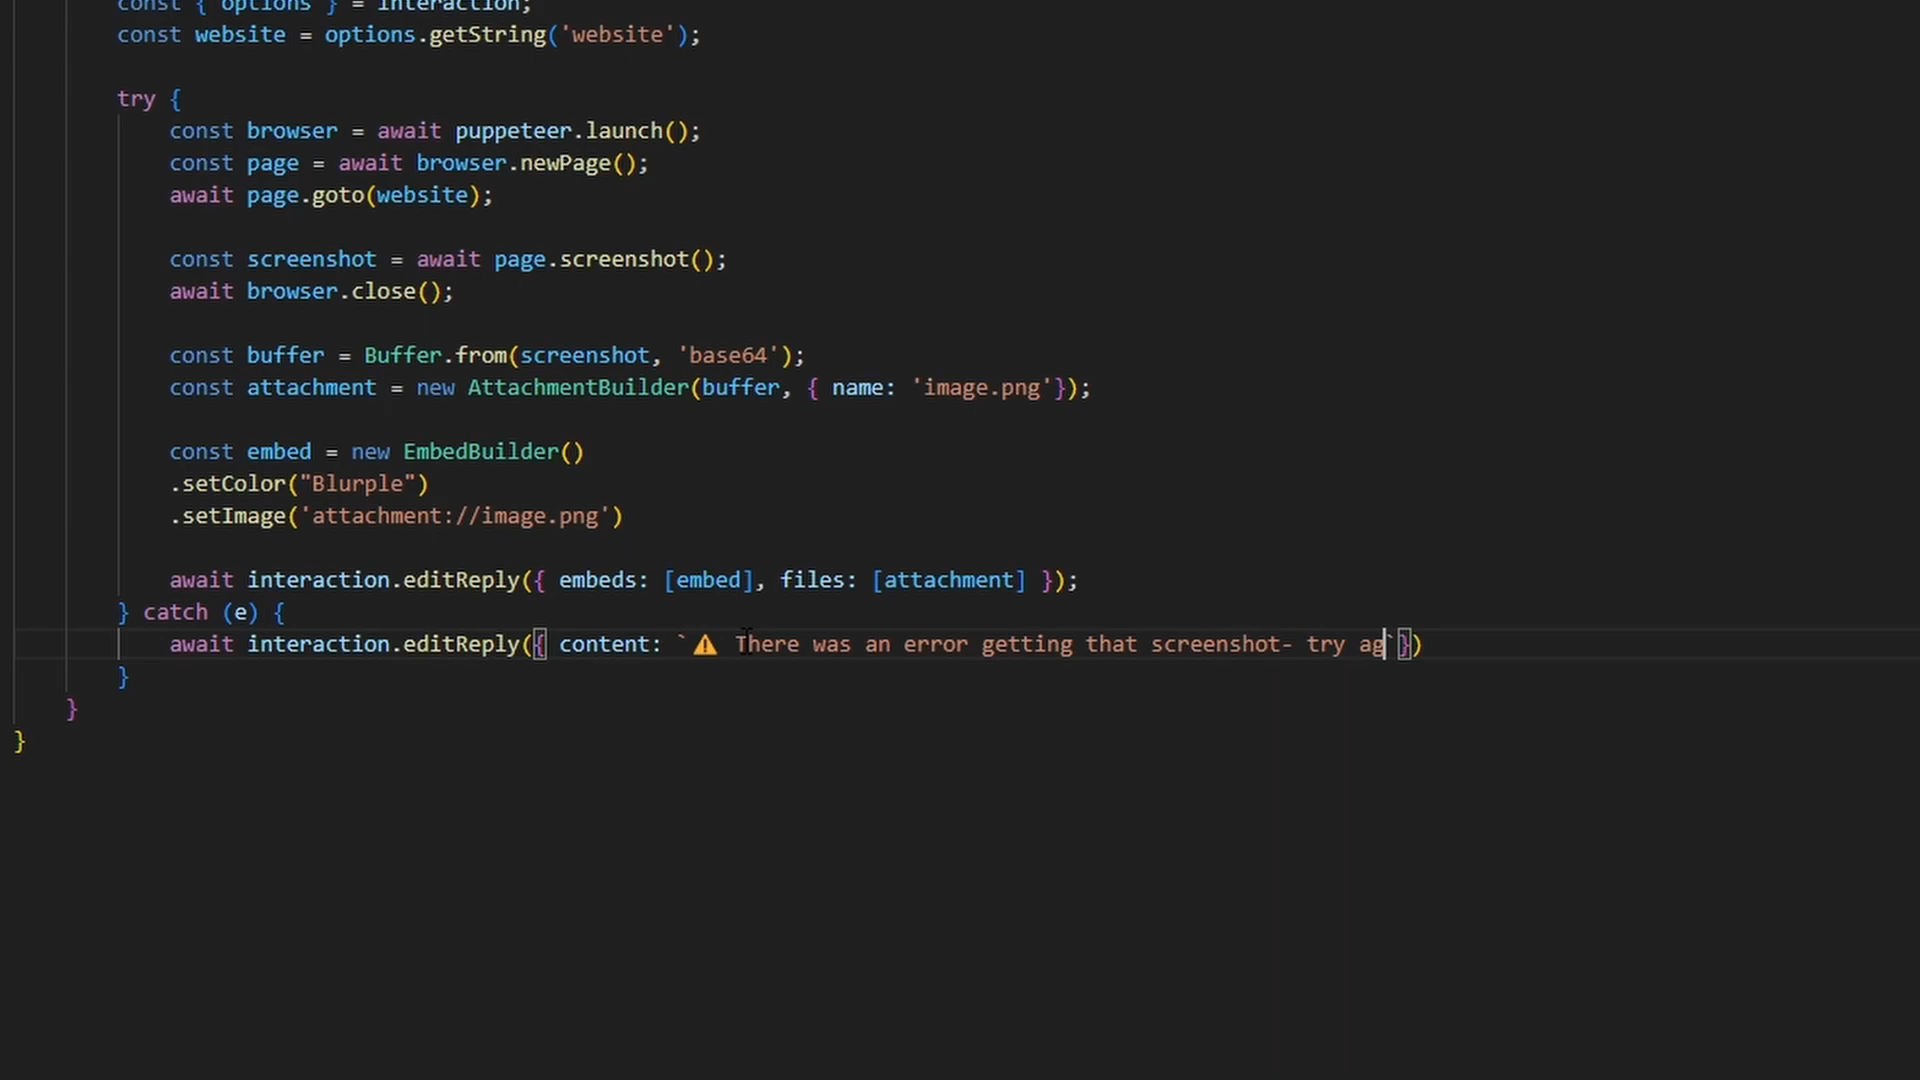 const { options } = interaction;
const website = options.getString('website');
try {
const browser = await puppeteer.launch();
const page = await browser.newPage();
await page.goto(website);
const screenshot = await page.screenshot();
await browser.close();
const buffer = Buffer.from(screenshot, 'base64');
const attachment = new AttachmentBuilder(buffer, { name: 'image.png'});
const embed = new EmbedBuilder()
.setColor("Blurple")
.setImage('attachment://image.png')
await interaction.editReply({ embeds: [embed], files: [attachment] });
} catch (e) {
await interaction.editReply({ content: `⚠️ There was an error getting that screenshot- try ag`})
}
}
}